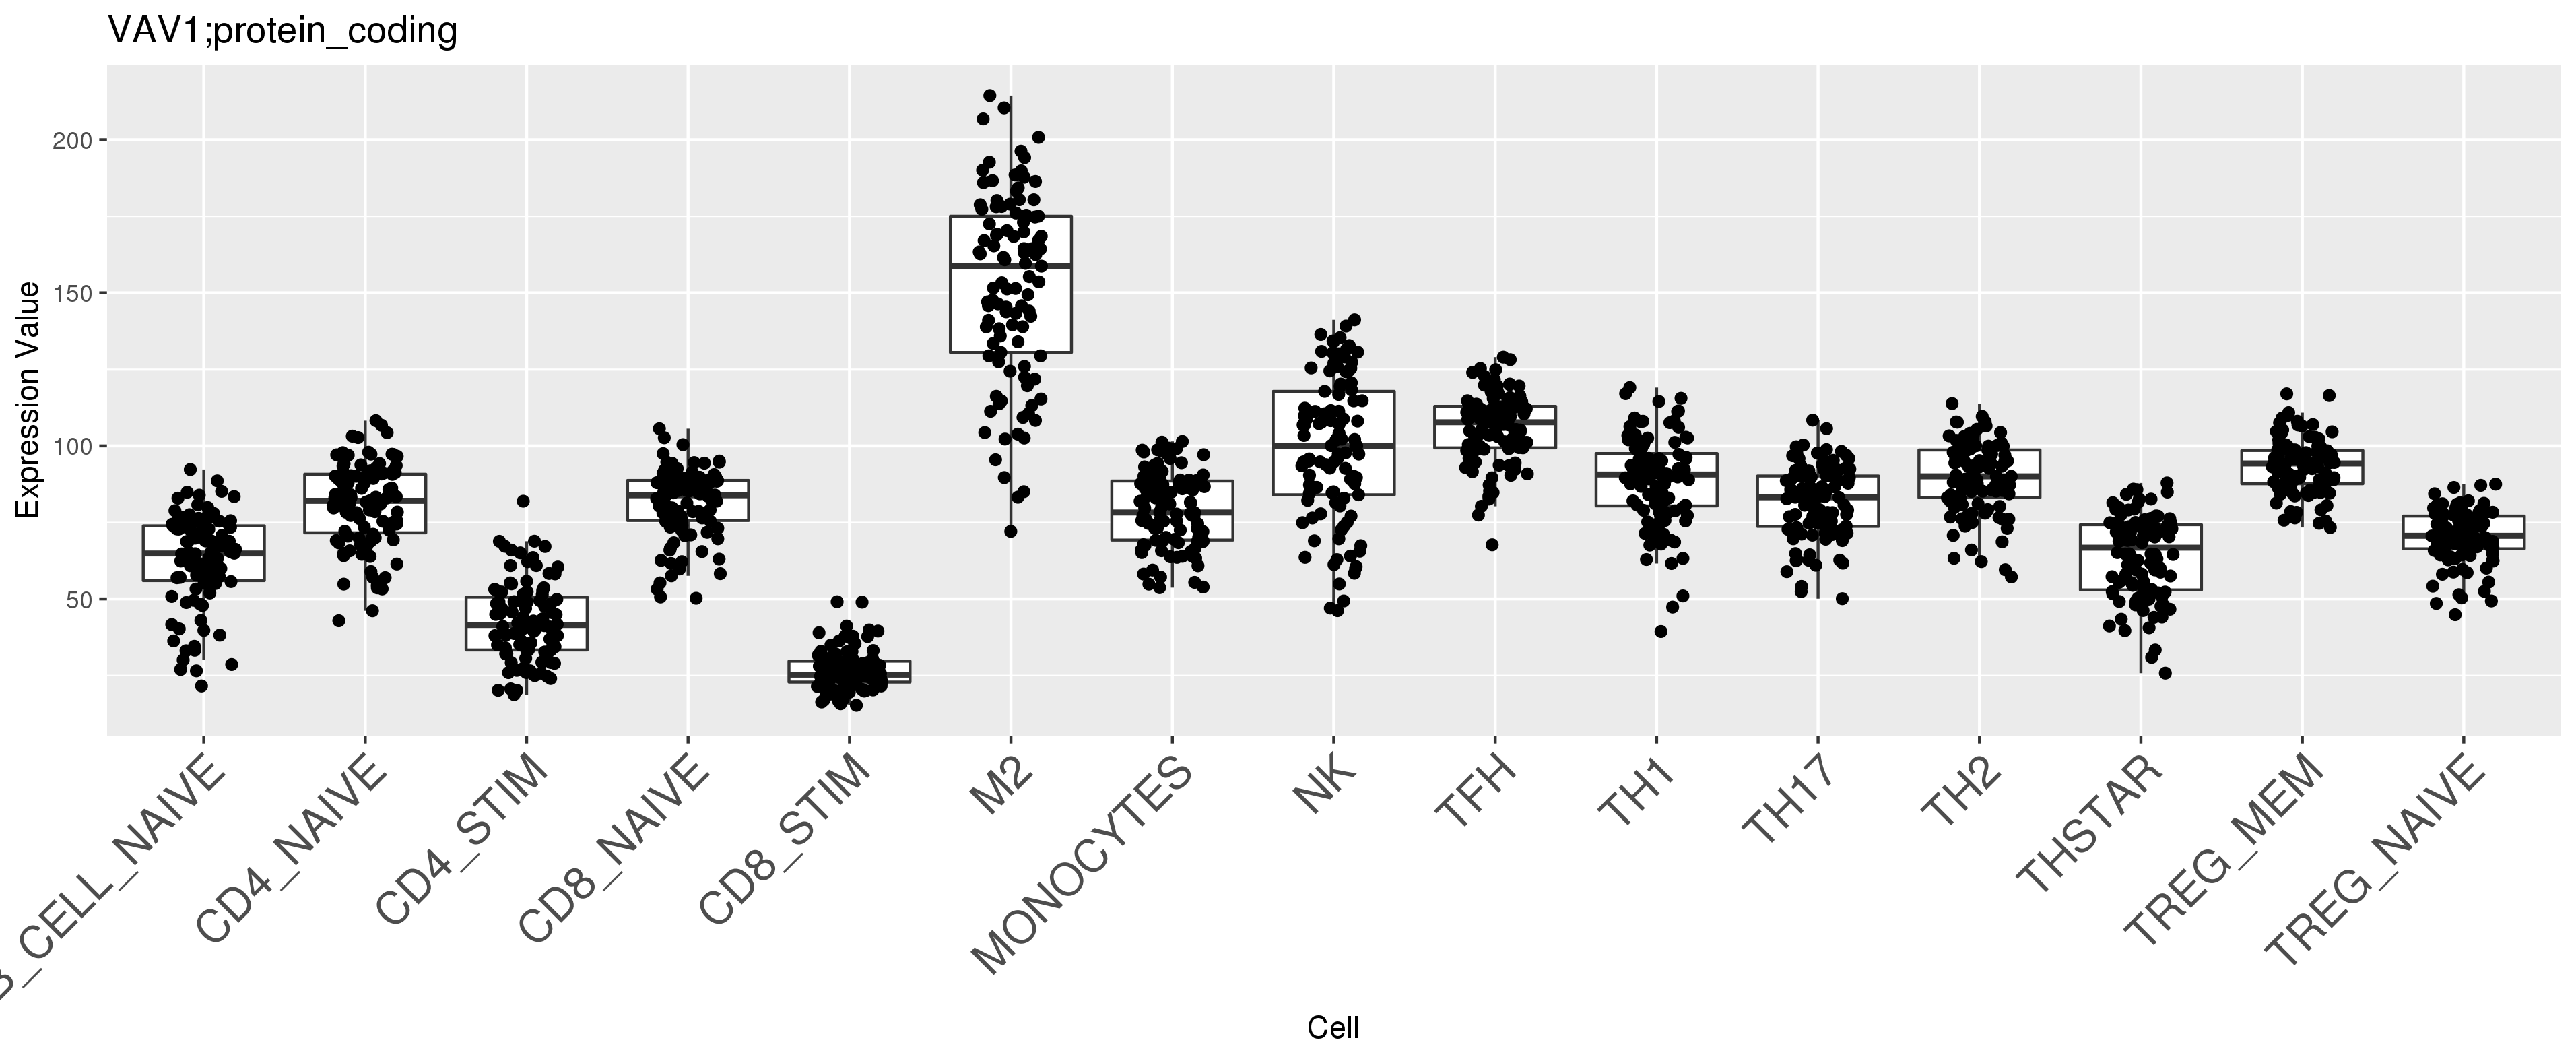 VAV1;protein_coding
Expression Value
200
150
100
50
B_CELL_NAIVE
CD4_NAIVE
CD4_STIM
CD8_NAIVE
CD8_STIM
M2
MONOCYTES
NK
TFH
TH1
TH17
TH2
THSTAR
TREG_MEM
TREG_NAIVE
Cell